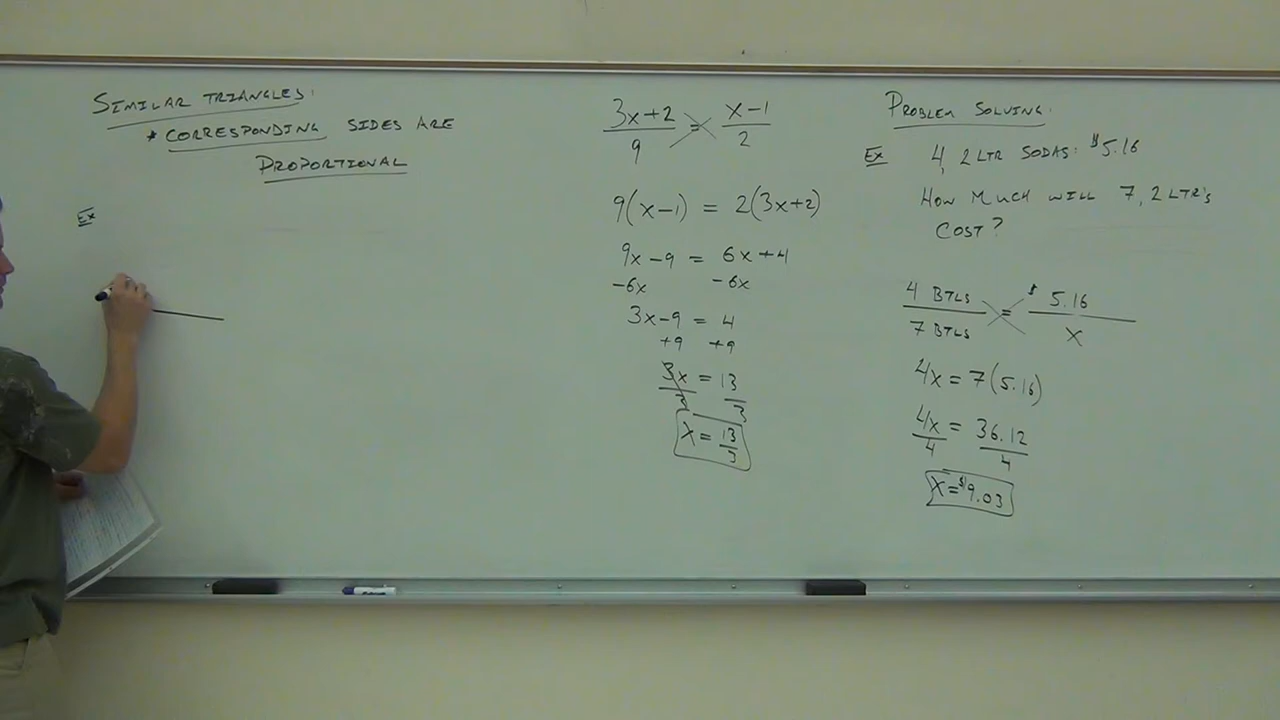 SIMILAR TRIANGLES:
* CORRESPONDING SIDES ARE
PROPORTIONAL
Ex
3x+2 / 9 = x-1 / 2
9(x-1) = 2(3x+2)
9x-9 = 6x+4
-6x -6x
3x-9 = 4
+9 +9
3x / 3 = 13 / 3
x = 13 / 3
PROBLEM SOLVING:
Ex 4, 2 LTR SODAS: $5.16
HOW MUCH WILL 7, 2 LTR'S
COST?
4 BTLS / 7 BTLS = $5.16 / X
4x = 7(5.16)
4x / 4 = 36.12 / 4
X = $9.03